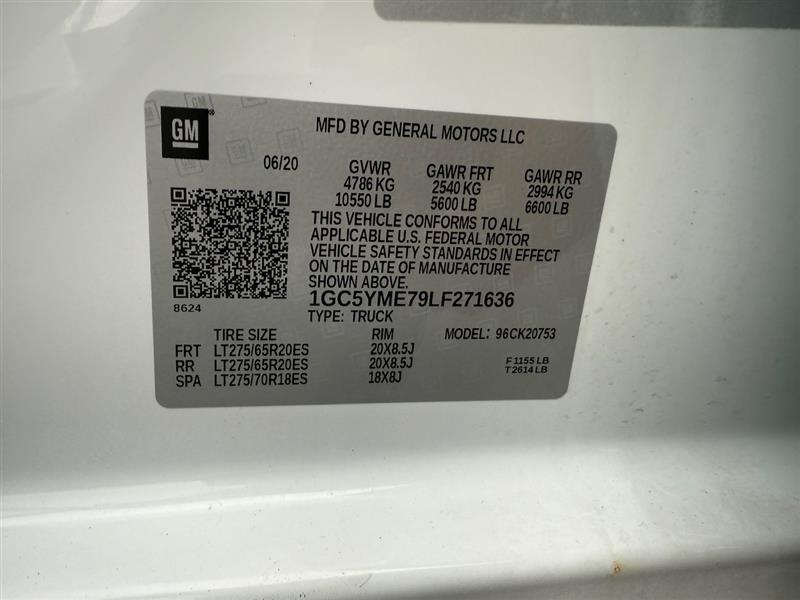 GM
MFD BY GENERAL MOTORS LLC
06/20 GVWR GAWR FRT GAWR RR
4786 KG 2540 KG 2994 KG
10550 LB 5600 LB 6600 LB
THIS VEHICLE CONFORMS TO ALL
APPLICABLE U.S. FEDERAL MOTOR
VEHICLE SAFETY STANDARDS IN EFFECT
ON THE DATE OF MANUFACTURE
SHOWN ABOVE.
8624
1GC5YME79LF271636
TYPE: TRUCK
TIRE SIZE RIM MODEL: 96CK20753
FRT LT275/65R20ES 20X8.5J
RR LT275/65R20ES 20X8.5J
SPA LT275/70R18ES 18X8J
F 1155 LB
T 2614 LB